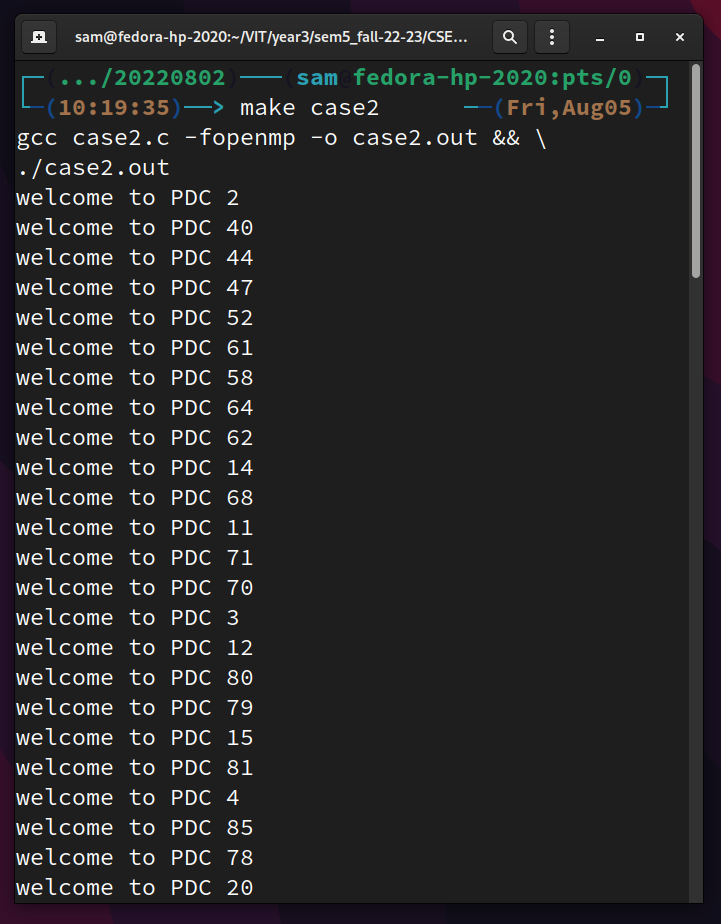 sam@fedora-hp-2020:~/VIT/year3/sem5_fall-22-23/CSE...
(.../20220802)──(sam@fedora-hp-2020:pts/0)
(10:19:35)──> make case2 ──(Fri,Aug05)
gcc case2.c -fopenmp -o case2.out && \
./case2.out
welcome to PDC 2
welcome to PDC 40
welcome to PDC 44
welcome to PDC 47
welcome to PDC 52
welcome to PDC 61
welcome to PDC 58
welcome to PDC 64
welcome to PDC 62
welcome to PDC 14
welcome to PDC 68
welcome to PDC 11
welcome to PDC 71
welcome to PDC 70
welcome to PDC 3
welcome to PDC 12
welcome to PDC 80
welcome to PDC 79
welcome to PDC 15
welcome to PDC 81
welcome to PDC 4
welcome to PDC 85
welcome to PDC 78
welcome to PDC 20